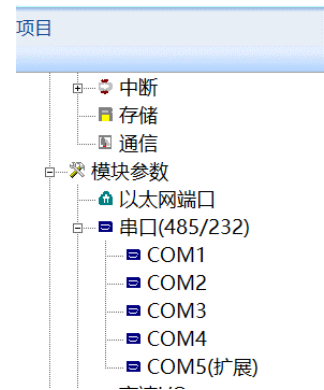 项目
中断
存储
通信
模块参数
以太网端口
串口(485/232)
COM1
COM2
COM3
COM4
COM5(扩展)